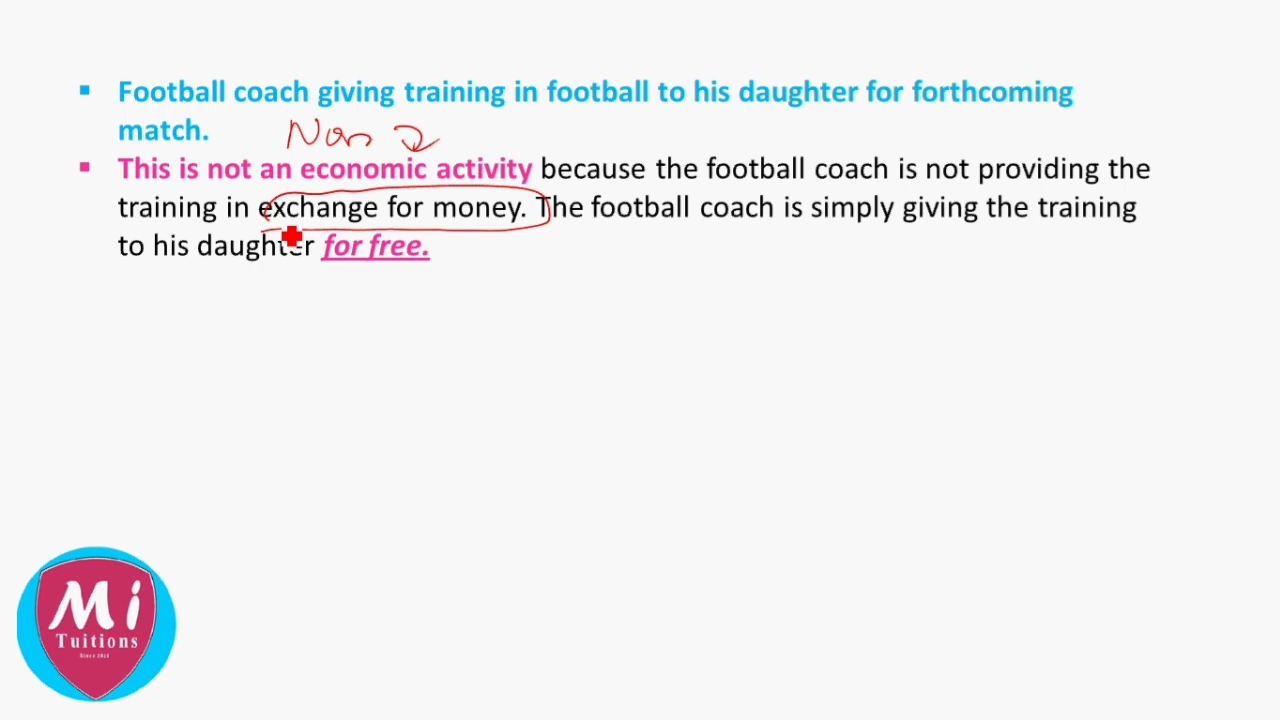 Football coach giving training in football to his daughter for forthcoming
match.
Non
This is not an economic activity because the football coach is not providing the
training in exchange for money. The football coach is simply giving the training
to his daughter for free.
Mi
Tuitions